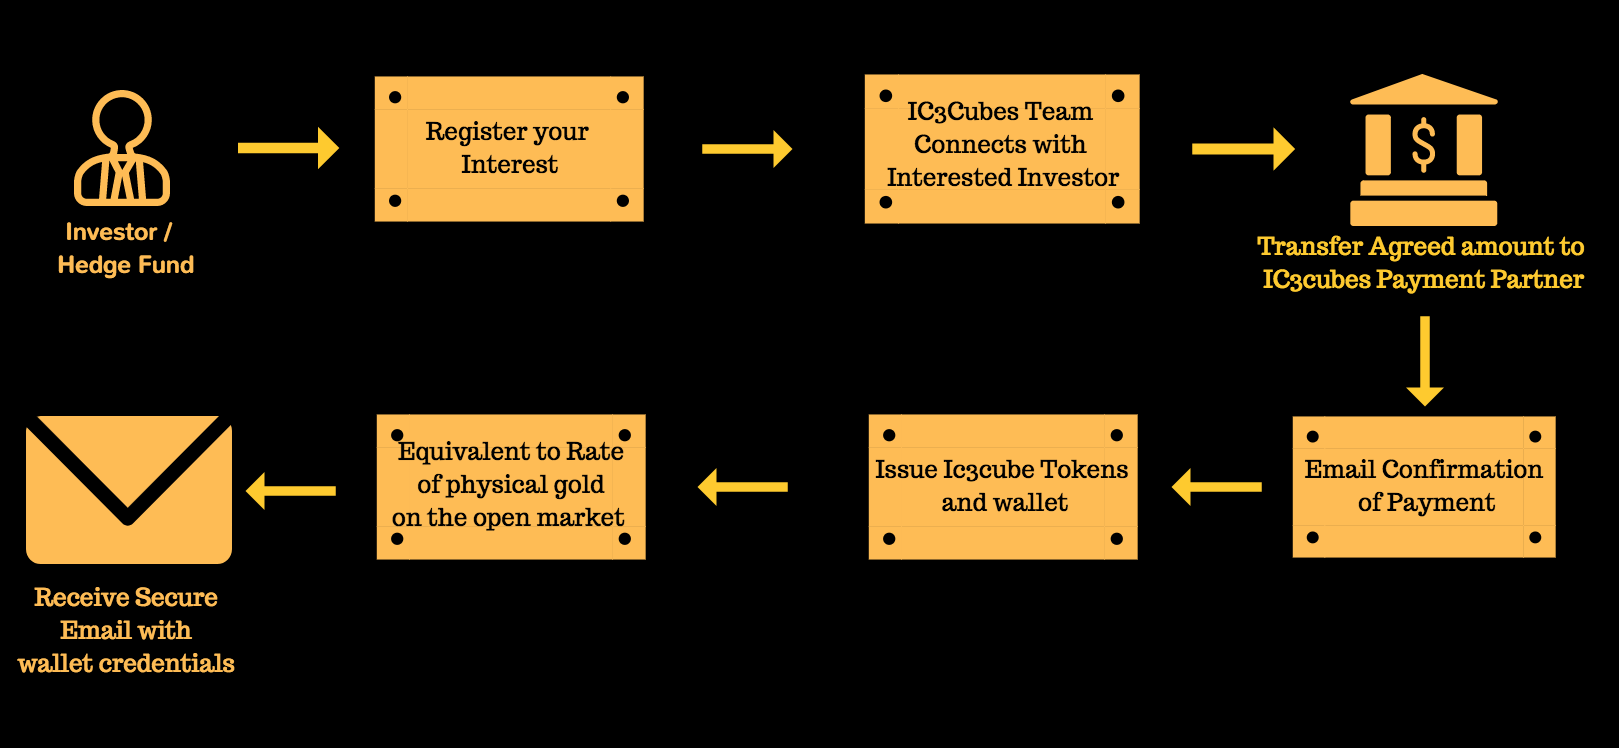 Investor /
Hedge Fund
Register your
Interest
IC3Cubes Team
Connects with
Interested Investor
$
Transfer Agreed amount to
IC3cubes Payment Partner
Email Confirmation
of Payment
Issue Ic3cube Tokens
and wallet
Equivalent to Rate
of physical gold
on the open market
Receive Secure
Email with
wallet credentials